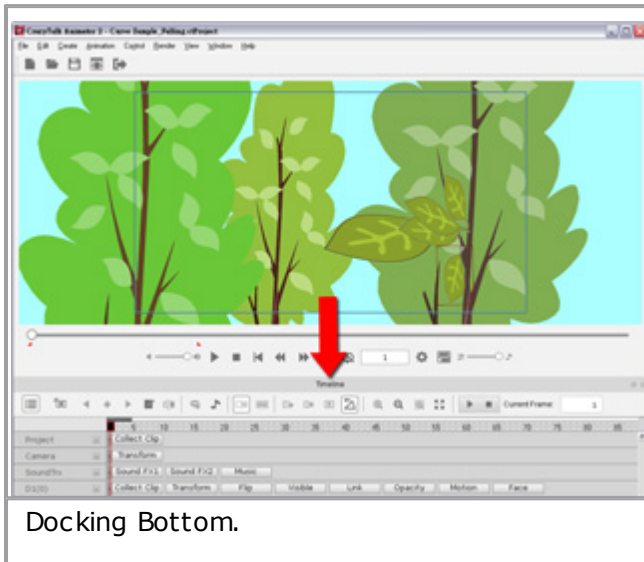 CrazyTalk Animator 2 - Curve Sample_Falling.ctProject
File Edit Create Animation Control Render View Window Help
1
Timeline
Current Frame: 1
5 10 15 20 25 30 35 40 45 50 55 60 65 70 75 80 85
Project Collect Clip
Camera Transform
Sound FX1 Sound FX2 Music
Collect Clip Transform Flip Visible Link Opacity Motion Face
Docking Bottom.